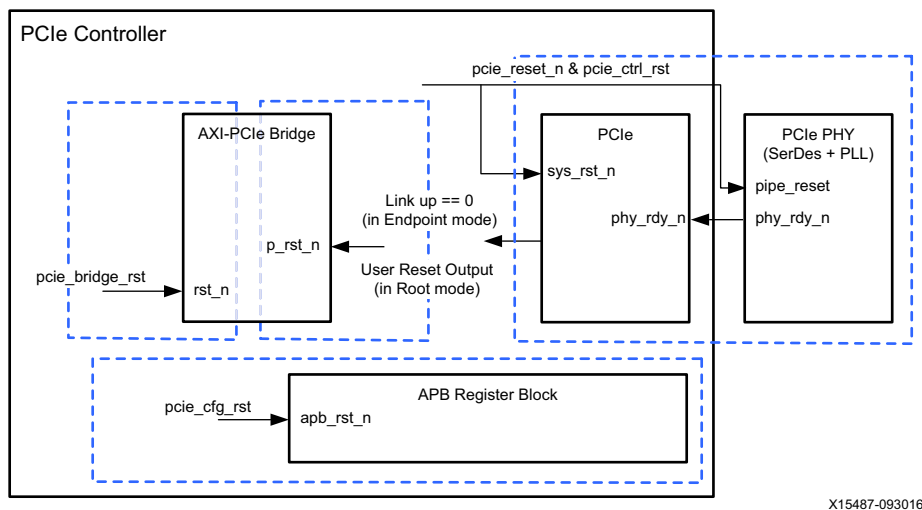 PCIe Controller
pcie_reset_n & pcie_ctrl_rst
AXI-PCIe Bridge
PCIe
PCIe PHY
(SerDes + PLL)
sys_rst_n
pipe_reset
Link up == 0
(in Endpoint mode)
phy_rdy_n
phy_rdy_n
p_rst_n
User Reset Output
(in Root mode)
pcie_bridge_rst
rst_n
APB Register Block
pcie_cfg_rst
apb_rst_n
X15487-093016